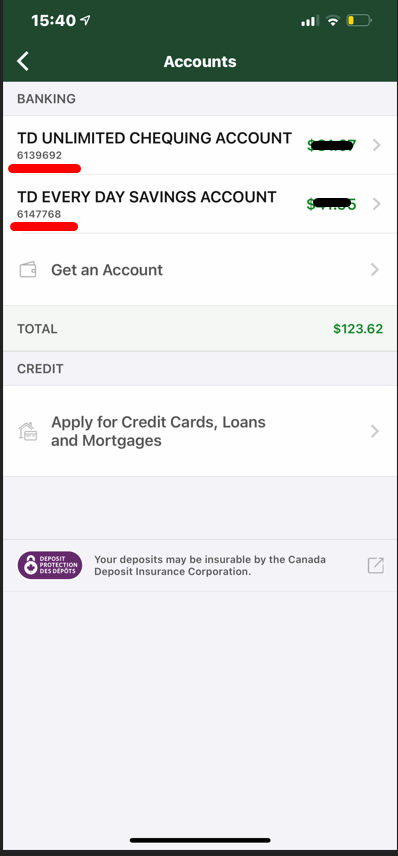 15:40
Accounts
BANKING
TD UNLIMITED CHEQUING ACCOUNT
6139692
TD EVERY DAY SAVINGS ACCOUNT
6147768
Get an Account
TOTAL $123.62
CREDIT
Apply for Credit Cards, Loans
and Mortgages
DEPOSIT
PROTECTION
DES DÉPÔTS
Your deposits may be insurable by the Canada
Deposit Insurance Corporation.